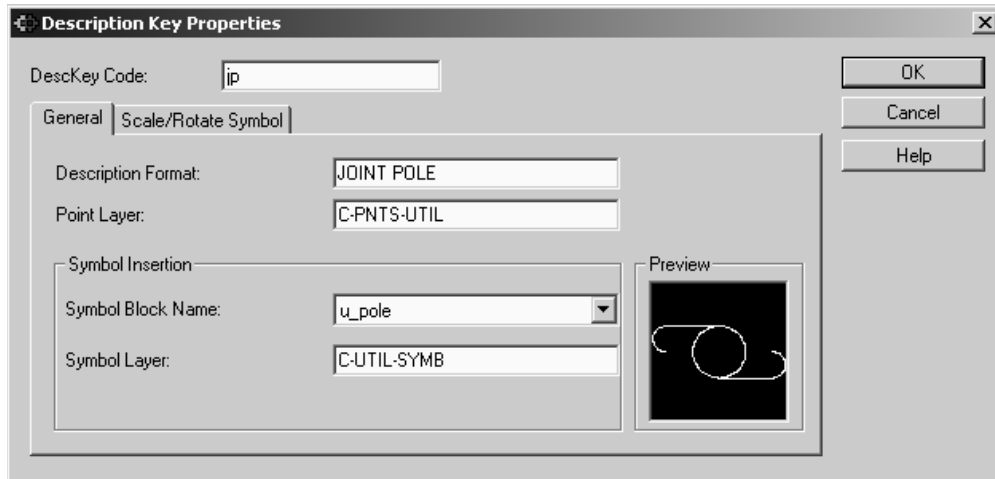 Description Key Properties
DescKey Code: jp
OK
General Scale/Rotate Symbol
Cancel
Help
Description Format: JOINT POLE
Point Layer: C-PNTS-UTIL
Symbol Insertion
Preview
Symbol Block Name: u_pole
Symbol Layer: C-UTIL-SYMB